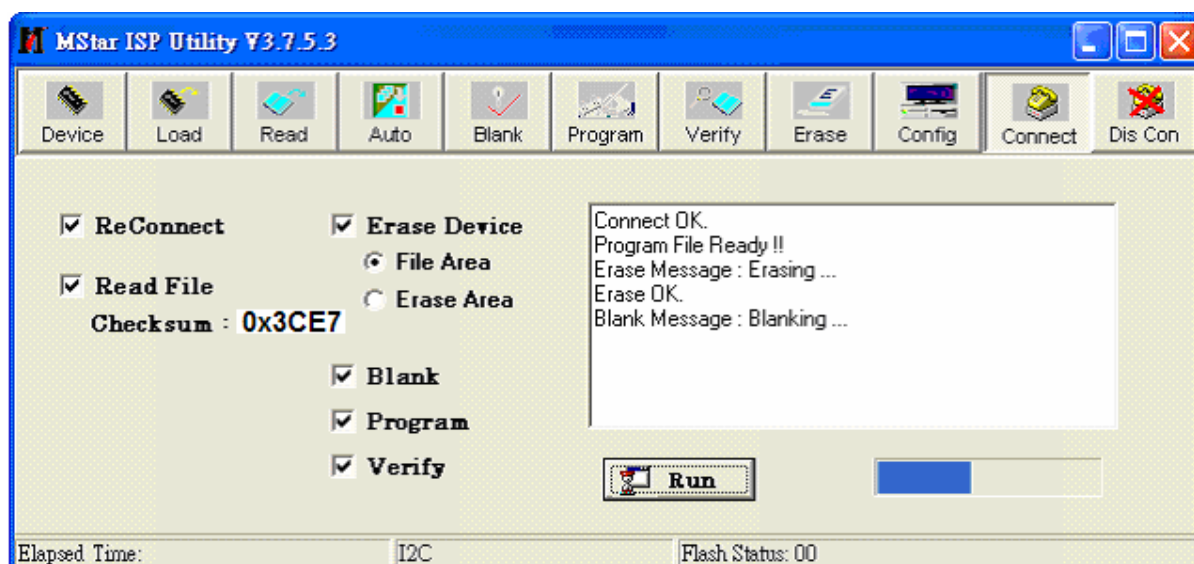 MStar ISP Utility V3.7.5.3
Device Load Read Auto Blank Program Verify Erase Config Connect Dis Con
ReConnect
Read File
Checksum : 0x3CE7
Erase Device
File Area
Erase Area
Blank
Program
Verify
Connect OK.
Program File Ready !!
Erase Message : Erasing ...
Erase OK.
Blank Message : Blanking ...
Run
Elapsed Time: I2C Flash Status: 00